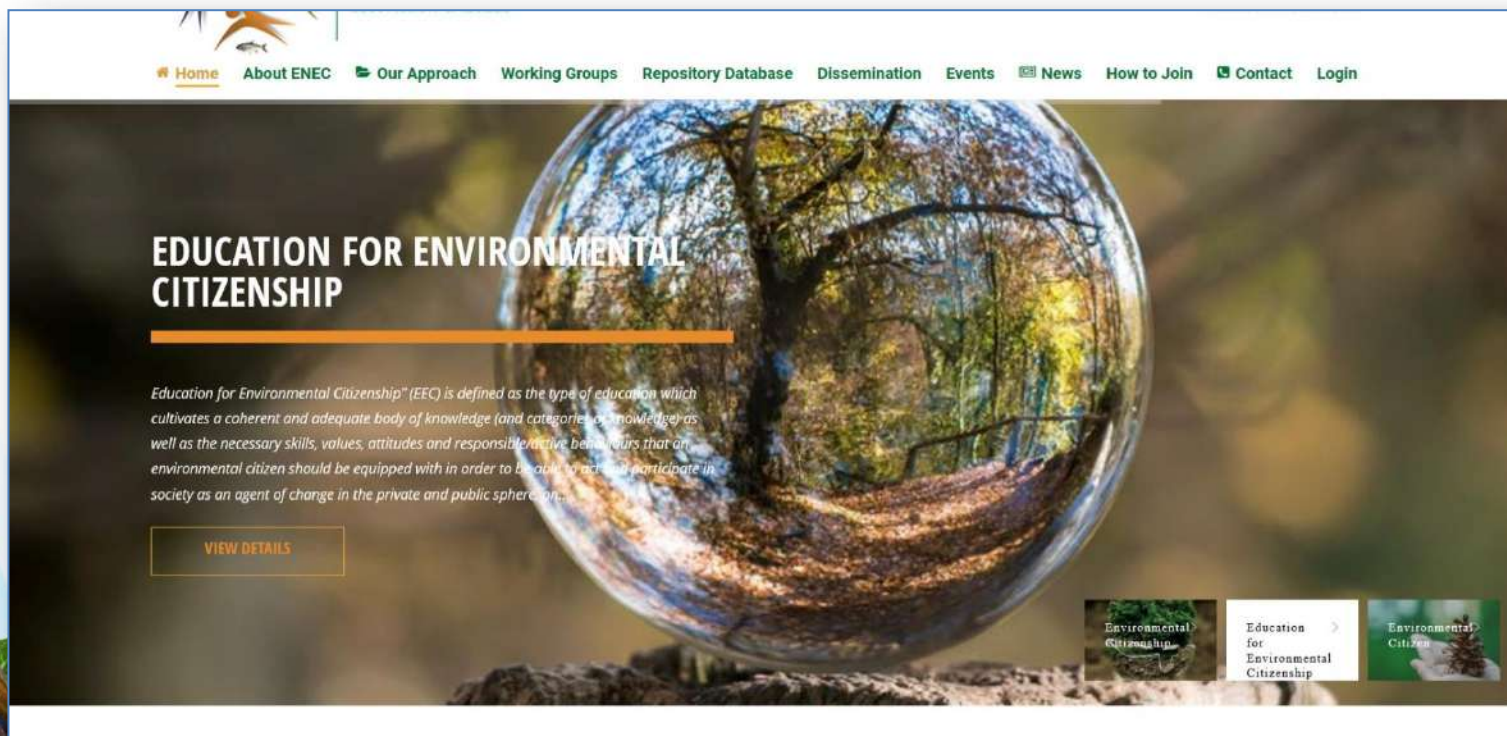 Home About ENEC Our Approach Working Groups Repository Database Dissemination Events News How to Join Contact Login
EDUCATION FOR ENVIRONMENTAL
CITIZENSHIP
Education for Environmental Citizenship" (EEC) is defined as the type of education which
cultivates a coherent and adequate body of knowledge (and categories of knowledge) as
well as the necessary skills, values, attitudes and responsible/active behaviours that an
environmental citizen should be equipped with in order to be able to act and participate in
society as an agent of change in the private and public sphere, on...
VIEW DETAILS
Environmental
Citizenship
Education
for
Environmental
Citizenship
Environmental
Citizen